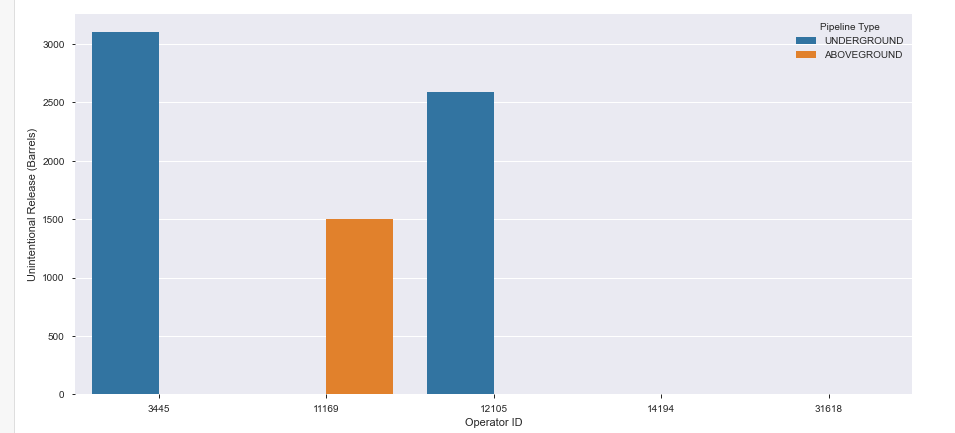 Pipeline Type
UNDERGROUND
ABOVEGROUND
3000
2500
2000
1500
1000
500
0
Unintentional Release (Barrels)
3445
11169
12105
14194
31618
Operator ID